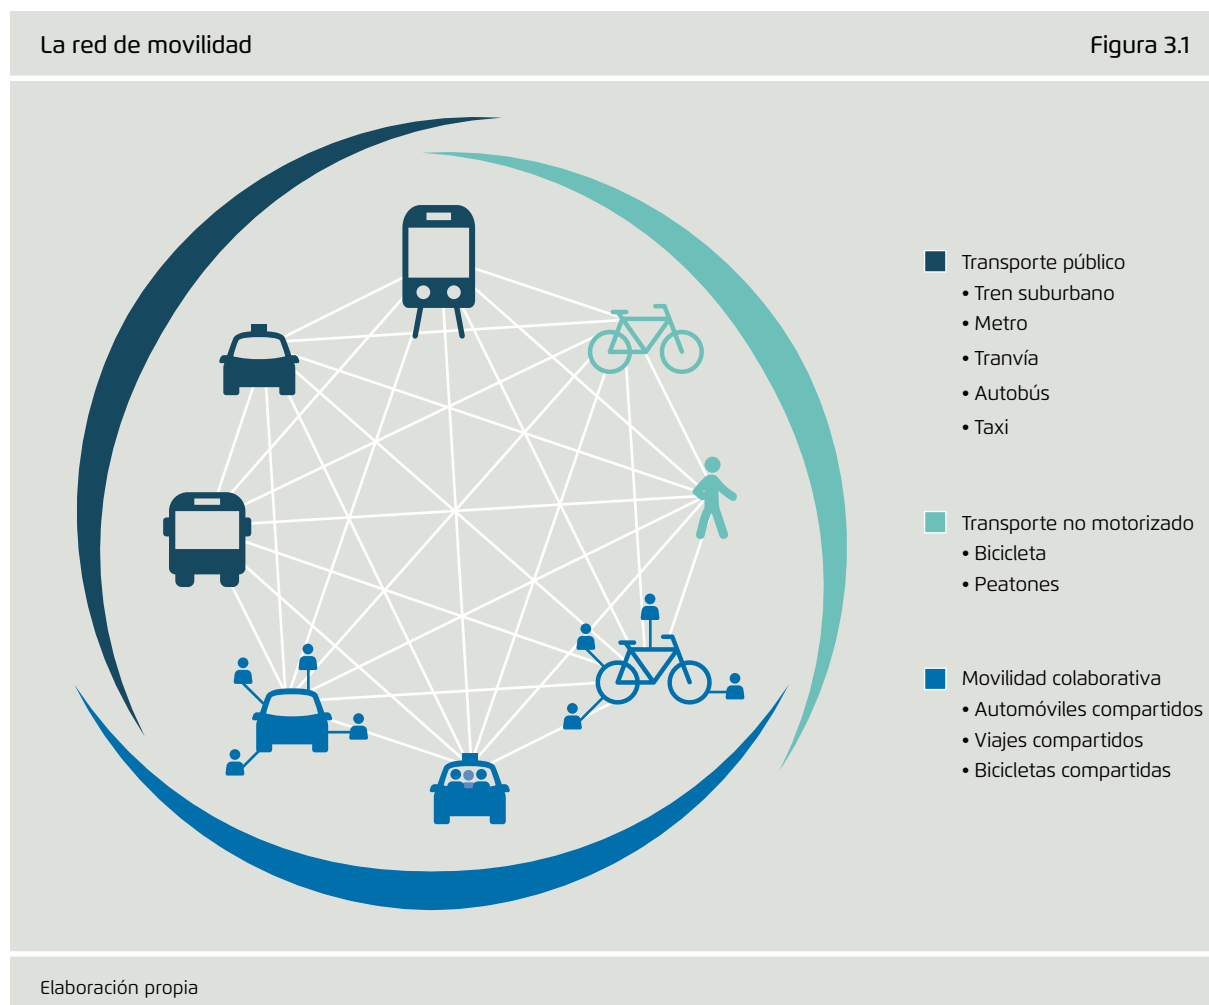 La red de movilidad
Figura 3.1
Transporte público
• Tren suburbano
• Metro
• Tranvía
• Autobús
• Taxi
Transporte no motorizado
• Bicicleta
• Peatones
Movilidad colaborativa
• Automóviles compartidos
• Viajes compartidos
• Bicicletas compartidas
Elaboración propia